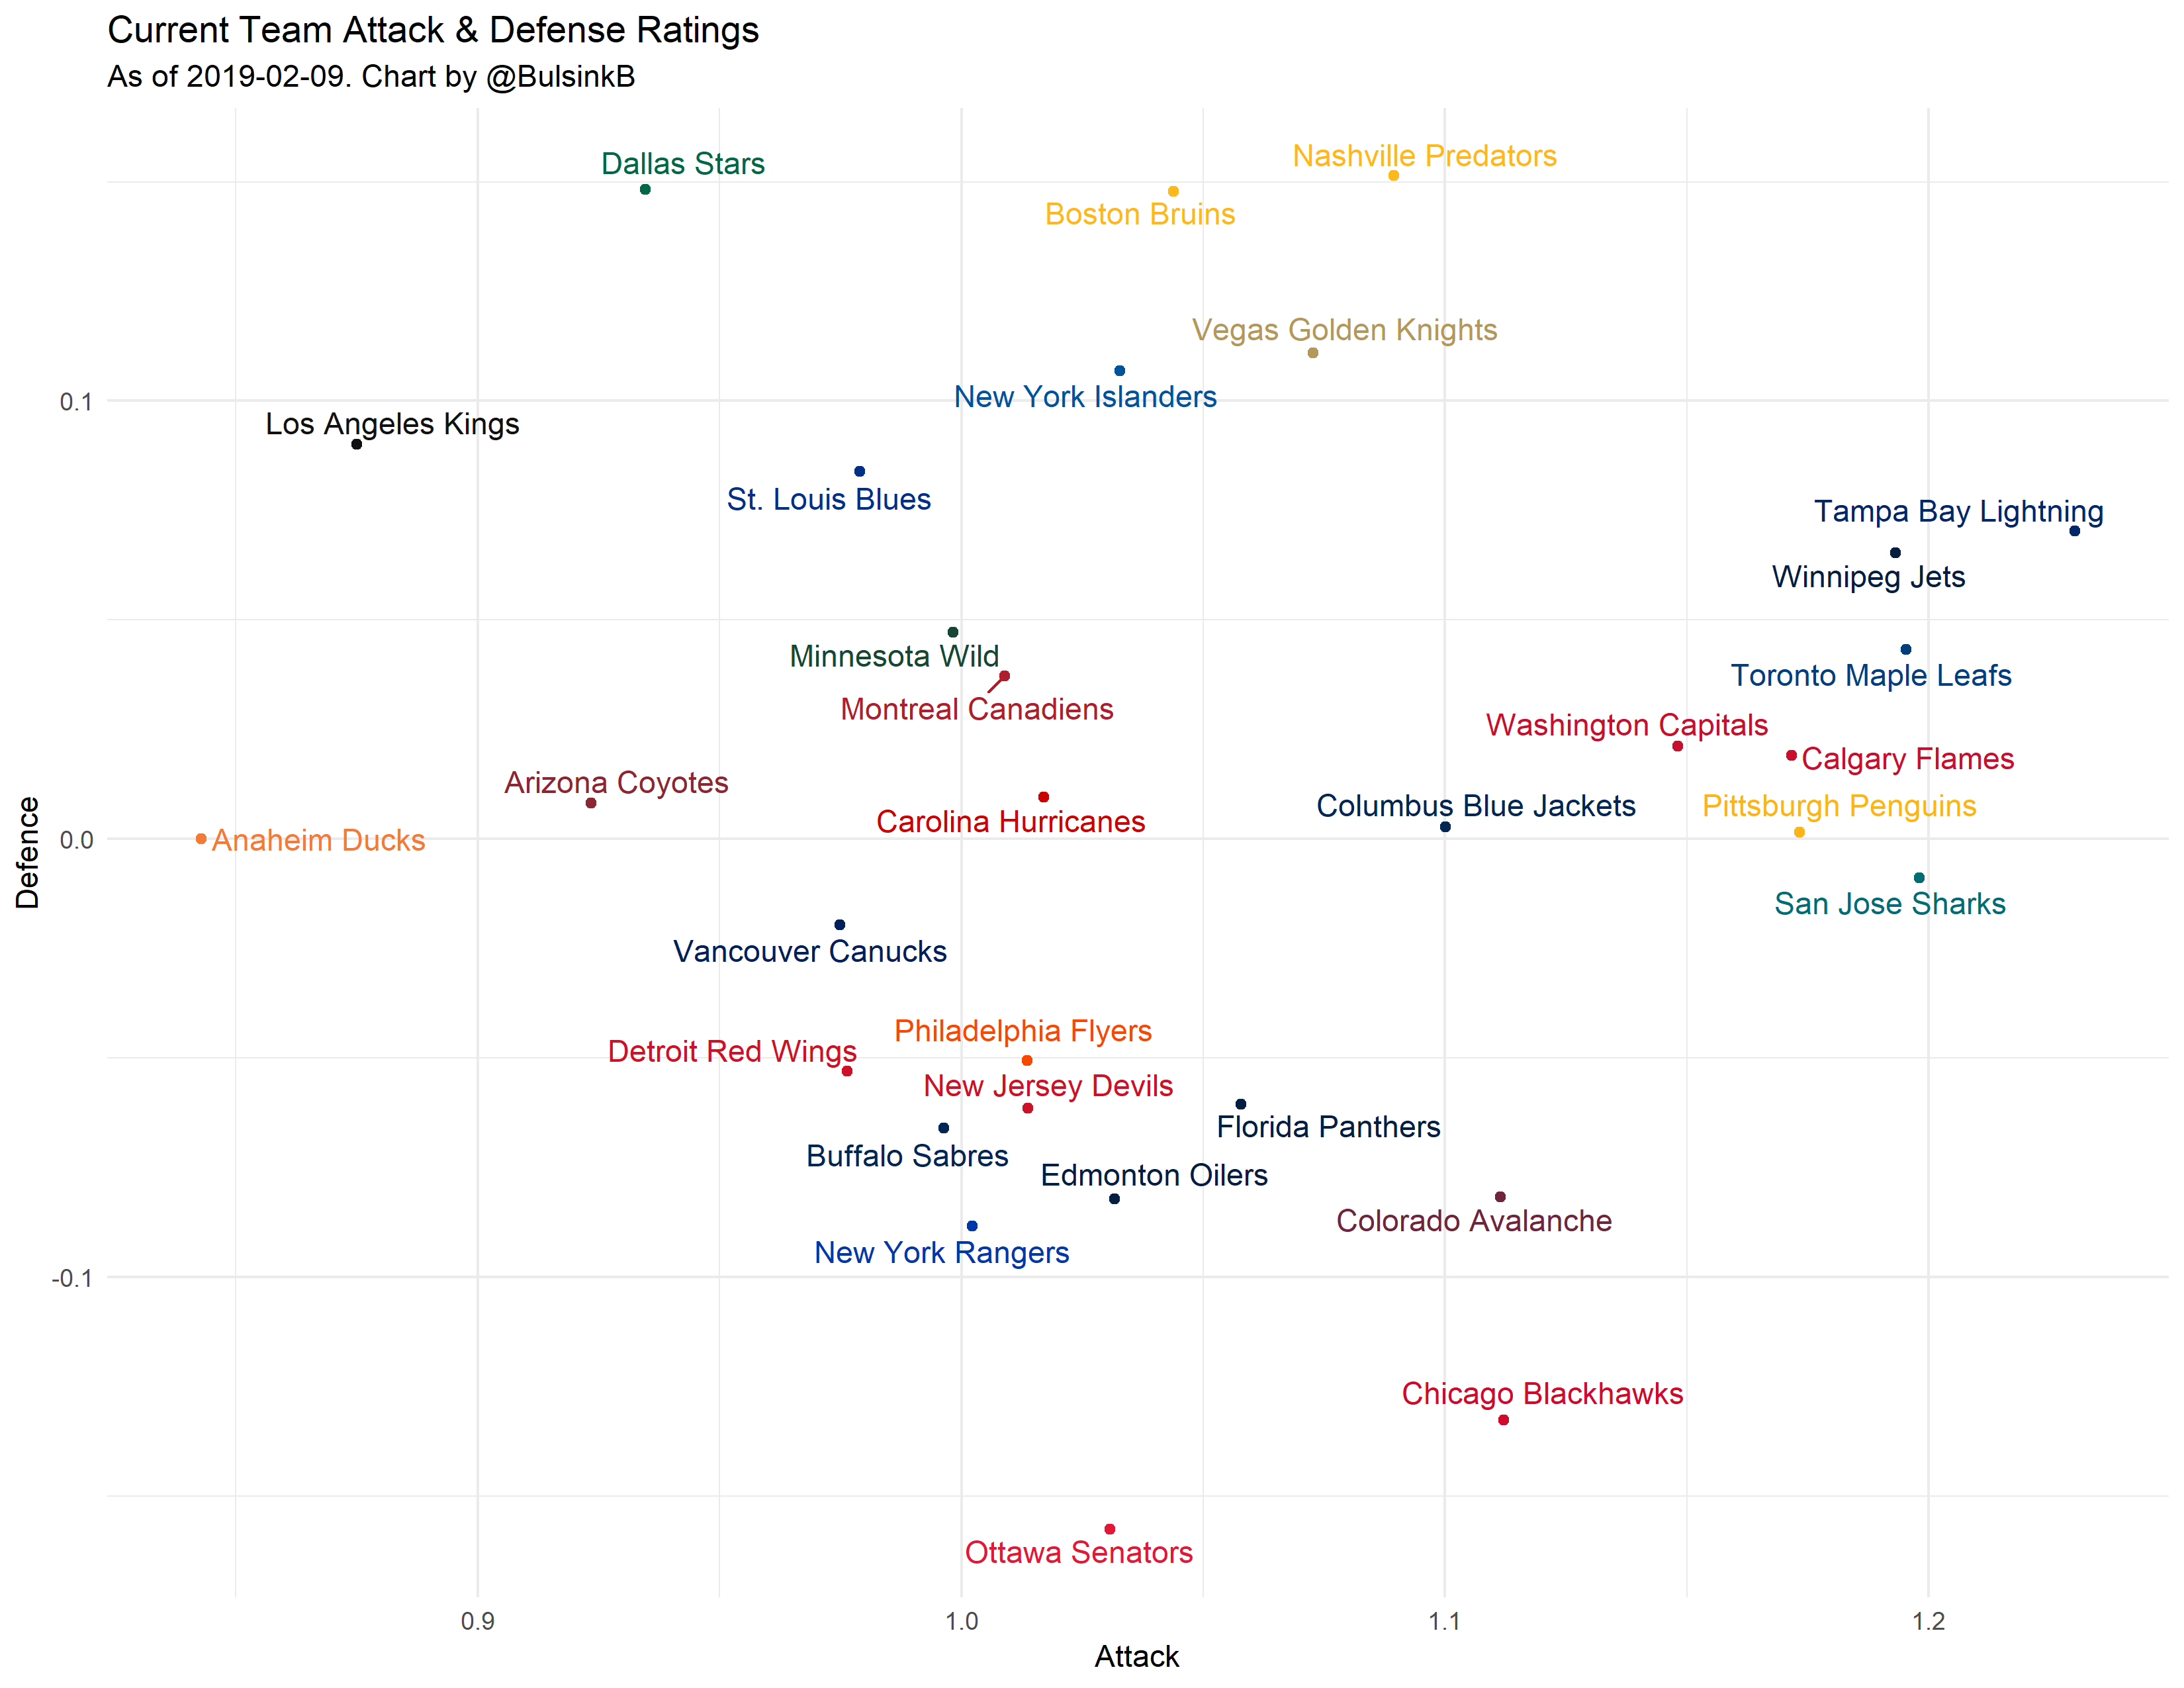 Current Team Attack & Defense Ratings
As of 2019-02-09. Chart by @BulsinkB
Nashville Predators
Dallas Stars
Boston Bruins
Vegas Golden Knights
New York Islanders
0.1
Los Angeles Kings
St. Louis Blues
Tampa Bay Lightning
Winnipeg Jets
Minnesota Wild
Toronto Maple Leafs
Montreal Canadiens
Washington Capitals
Calgary Flames
Arizona Coyotes
Columbus Blue Jackets
Pittsburgh Penguins
Carolina Hurricanes
0.0
Anaheim Ducks
Defence
San Jose Sharks
Vancouver Canucks
Philadelphia Flyers
Detroit Red Wings
New Jersey Devils
Florida Panthers
Buffalo Sabres
Edmonton Oilers
Colorado Avalanche
New York Rangers
-0.1
Chicago Blackhawks
Ottawa Senators
0.9
1.0
1.1
1.2
Attack